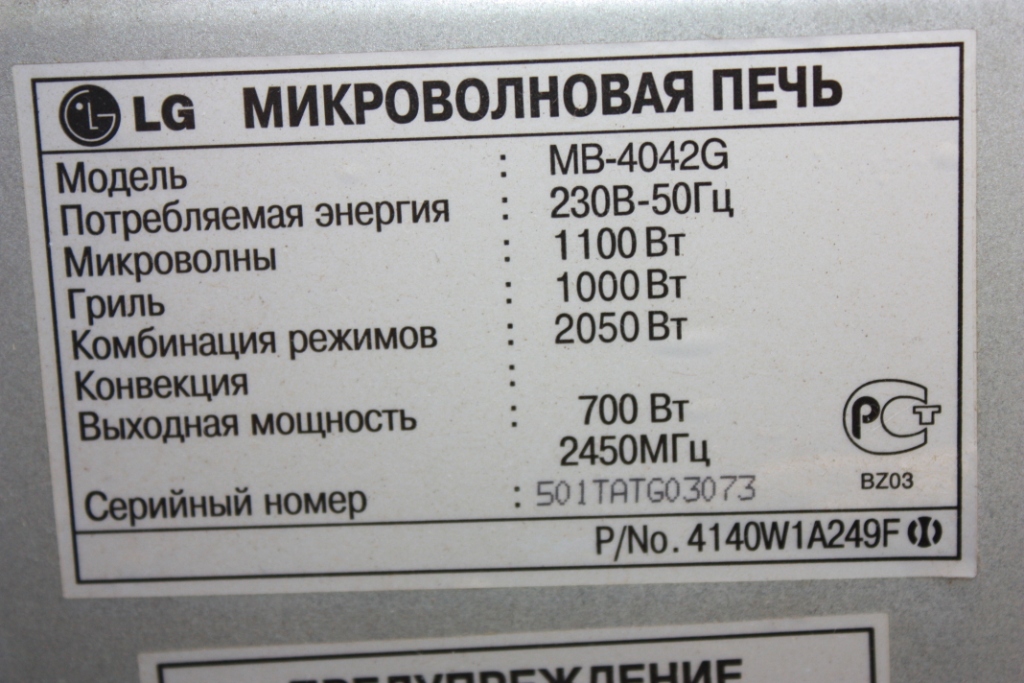 LG МИКРОВОЛНОВАЯ ПЕЧЬ
Модель : MB-4042G
Потребляемая энергия : 230В-50Гц
Микроволны : 1100 Вт
Гриль : 1000 Вт
Комбинация режимов : 2050 Вт
Конвекция :
Выходная мощность : 700 Вт
2450МГц
Серийный номер : 501TATG03073
РСТ
BZ03
P/No. 4140W1A249F
ПРЕДУПРЕЖДЕНИЕ